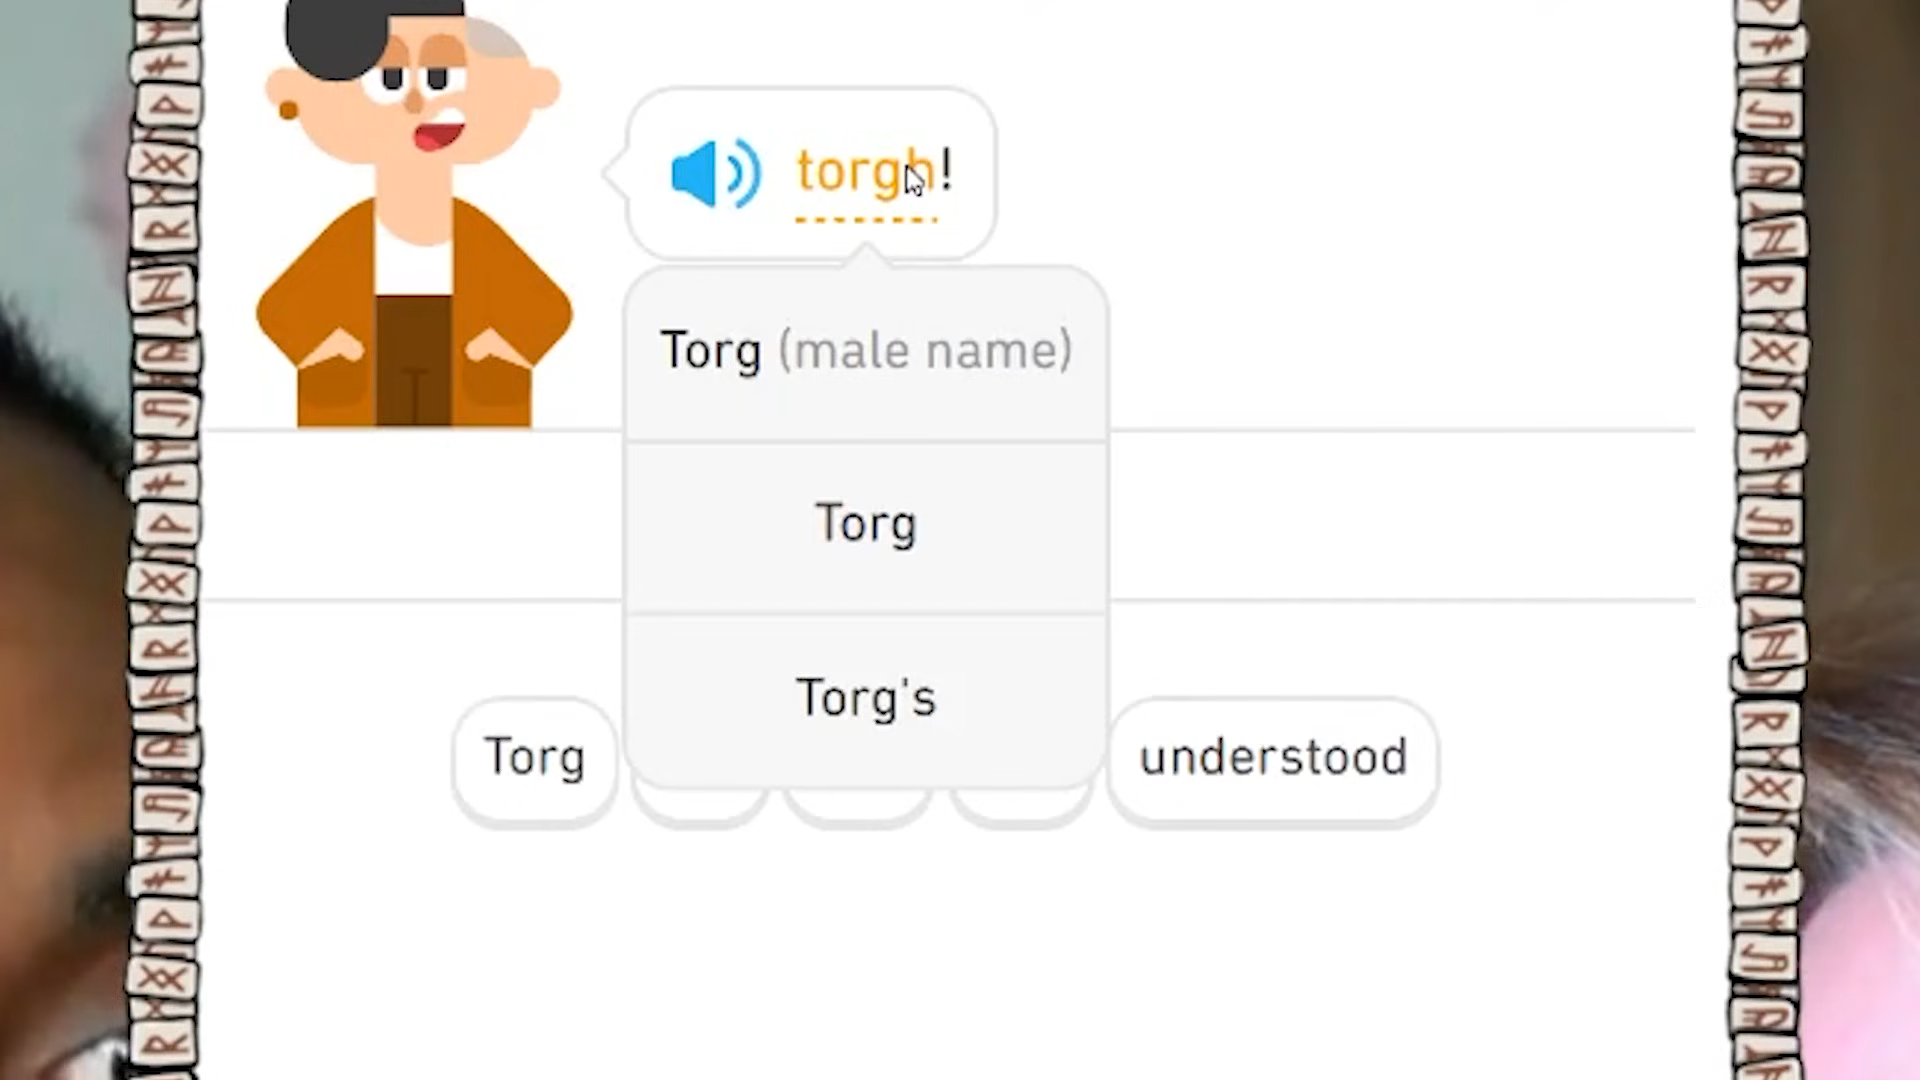 torgh!
Torg (male name)
Torg
Torg's
Torg
understood